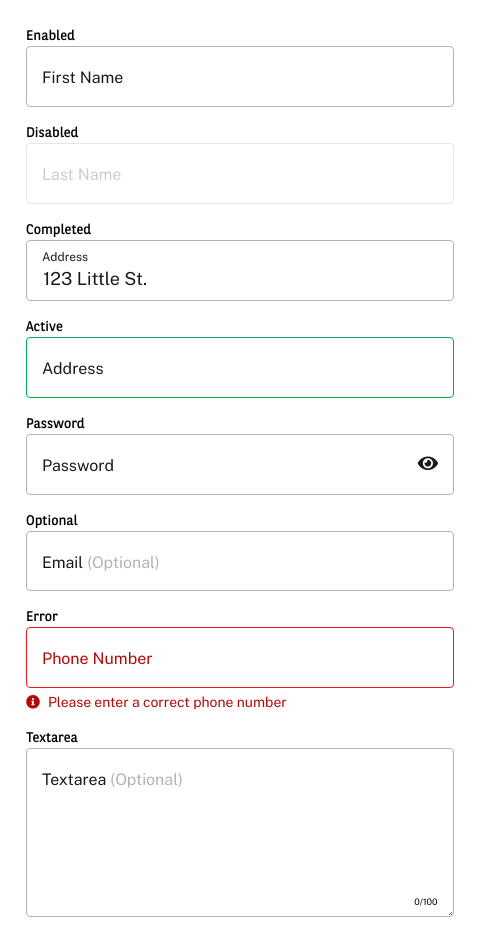 Enabled
First Name
Disabled
Last Name
Completed
Address
123 Little St.
Active
Address
Password
Password
Optional
Email (Optional)
Error
Phone Number
Please enter a correct phone number
Textarea
Textarea (Optional)
0/100